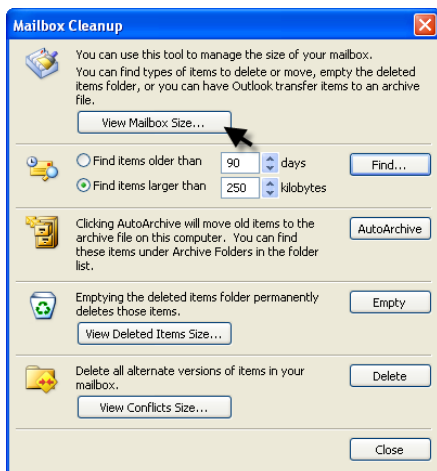 Mailbox Cleanup
You can use this tool to manage the size of your mailbox.
You can find types of items to delete or move, empty the deleted
items folder, or you can have Outlook transfer items to an archive
file.
View Mailbox Size...
Find items older than 90 days
Find...
Find items larger than 250 kilobytes
Clicking AutoArchive will move old items to the
archive file on this computer. You can find
these items under Archive Folders in the folder
list.
AutoArchive
Emptying the deleted items folder permanently
deletes those items.
Empty
View Deleted Items Size...
Delete all alternate versions of items in your
mailbox.
Delete
View Conflicts Size...
Close